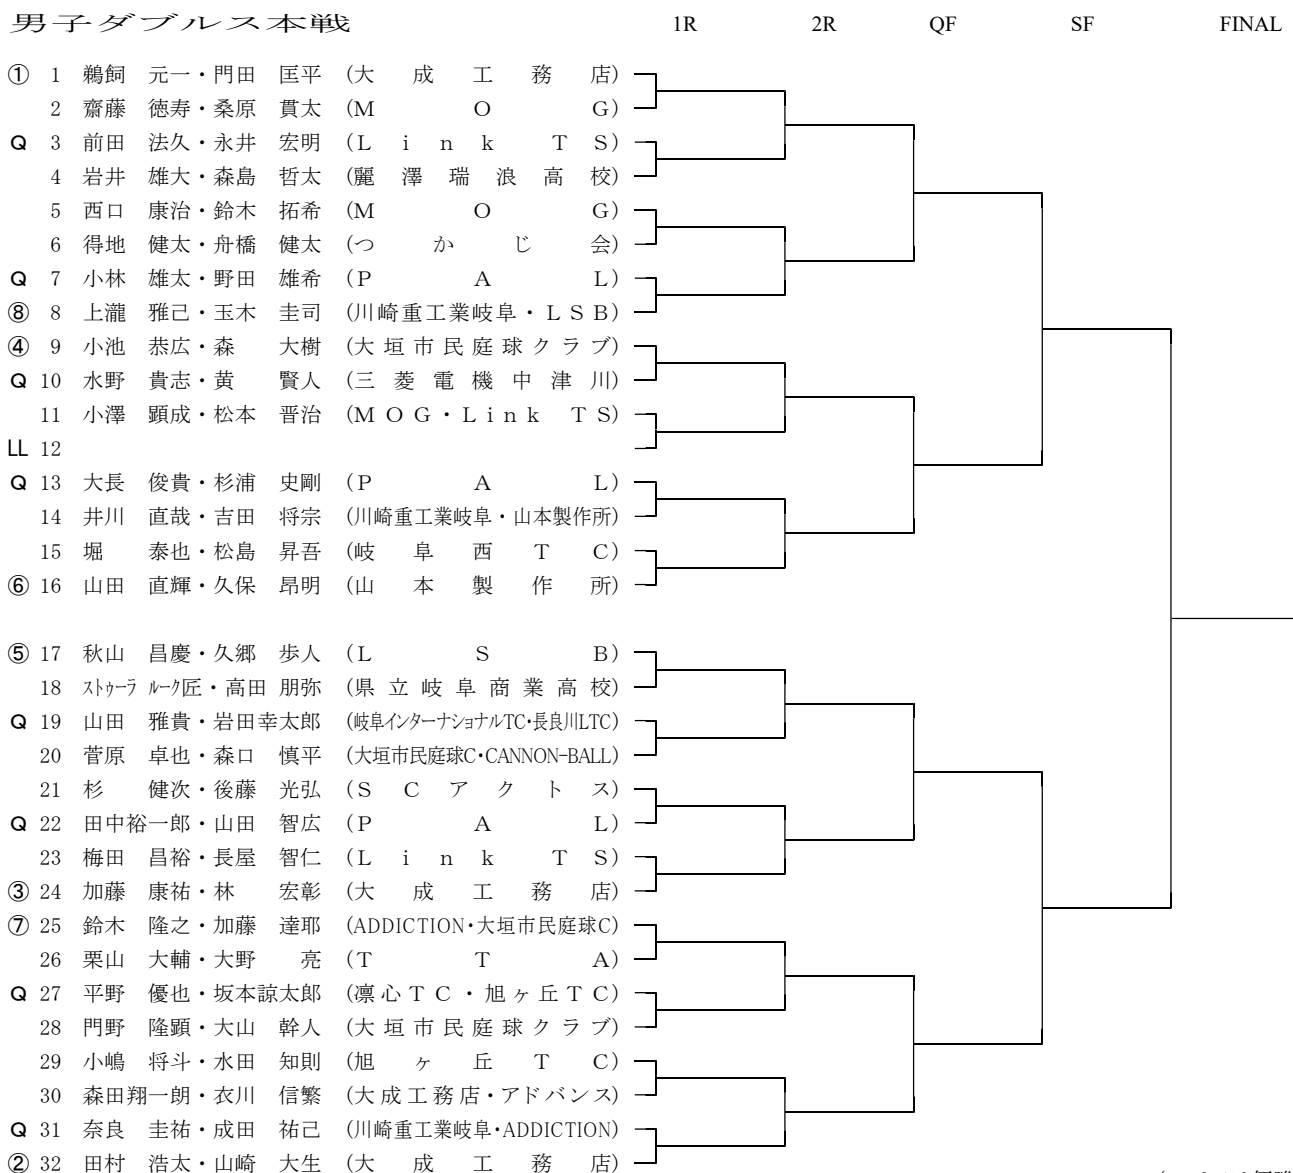 男子ダブルス本戦 1R 2R QF SF FINAL
① 1 鵜飼 元一・門田 匡平 (大成工務店)
2 齋藤 徳寿・桑原 貫太 (MOG)
Q 3 前田 法久・永井 宏明 (Link TS)
4 岩井 雄大・森島 哲太 (麗澤瑞浪高校)
5 西口 康治・鈴木 拓希 (MOG)
6 得地 健太・舟橋 健太 (つかじ会)
Q 7 小林 雄太・野田 雄希 (PAL)
⑧ 8 上瀧 雅己・玉木 圭司 (川崎重工業岐阜・LSB)
④ 9 小池 恭広・森 大樹 (大垣市民庭球クラブ)
Q 10 水野 貴志・黄 賢人 (三菱電機中津川)
11 小澤 顕成・松本 晋治 (MOG・Link TS)
LL 12
Q 13 大長 俊貴・杉浦 史剛 (PAL)
14 井川 直哉・吉田 将宗 (川崎重工業岐阜・山本製作所)
15 堀 泰也・松島 昇吾 (岐阜西TC)
⑥ 16 山田 直輝・久保 昂明 (山本製作所)
⑤ 17 秋山 昌慶・久郷 歩人 (LSB)
18 ストゥーラ ルーク匠・高田 朋弥 (県立岐阜商業高校)
Q 19 山田 雅貴・岩田幸太郎 (岐阜インターナショナルTC・長良川LTC)
20 菅原 卓也・森口 慎平 (大垣市民庭球C・CANNON-BALL)
21 杉 健次・後藤 光弘 (SCアクトス)
Q 22 田中裕一郎・山田 智広 (PAL)
23 梅田 昌裕・長屋 智仁 (Link TS)
③ 24 加藤 康祐・林 宏彰 (大成工務店)
⑦ 25 鈴木 隆之・加藤 達耶 (ADDICTION・大垣市民庭球C)
26 栗山 大輔・大野 亮 (TTA)
Q 27 平野 優也・坂本諒太郎 (凛心TC・旭ヶ丘TC)
28 門野 隆顕・大山 幹人 (大垣市民庭球クラブ)
29 小嶋 将斗・水田 知則 (旭ヶ丘TC)
30 森田翔一朗・衣川 信繁 (大成工務店・アドバンス)
Q 31 奈良 圭祐・成田 祐己 (川崎重工業岐阜・ADDICTION)
② 32 田村 浩太・山崎 大生 (大成工務店)